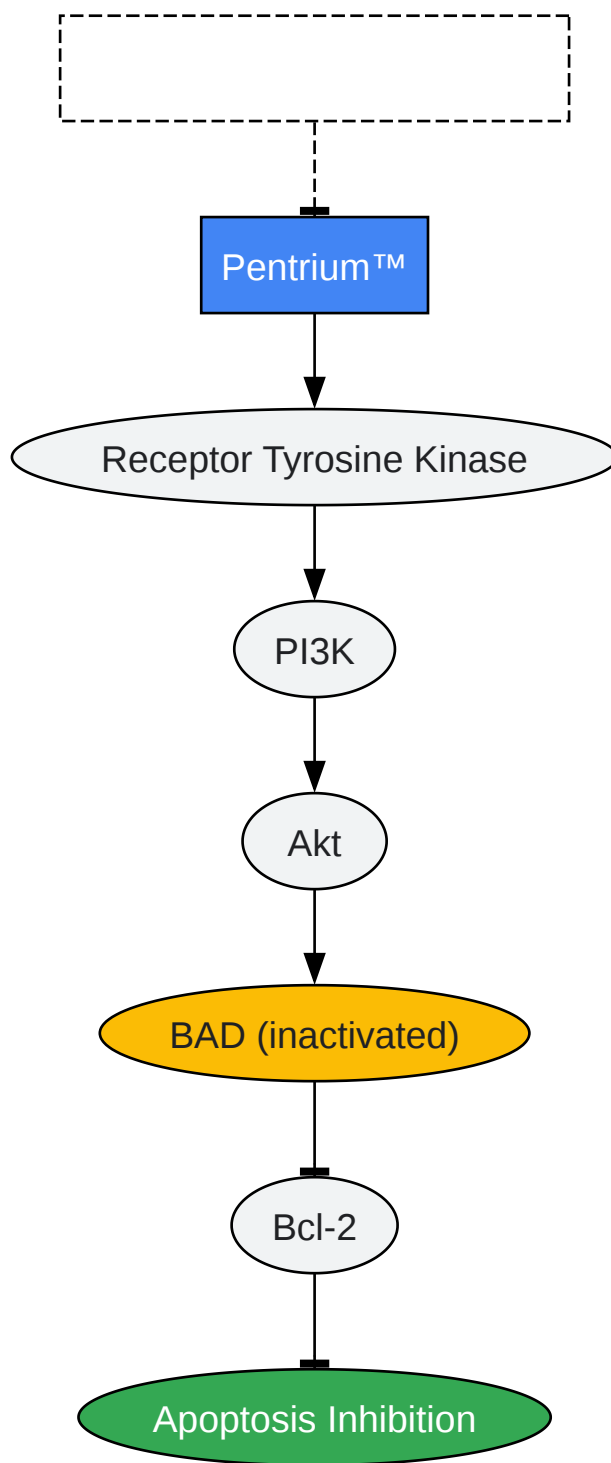 Pentrium™
Receptor Tyrosine Kinase
PI3K
Akt
BAD (inactivated)
Bcl-2
Apoptosis Inhibition